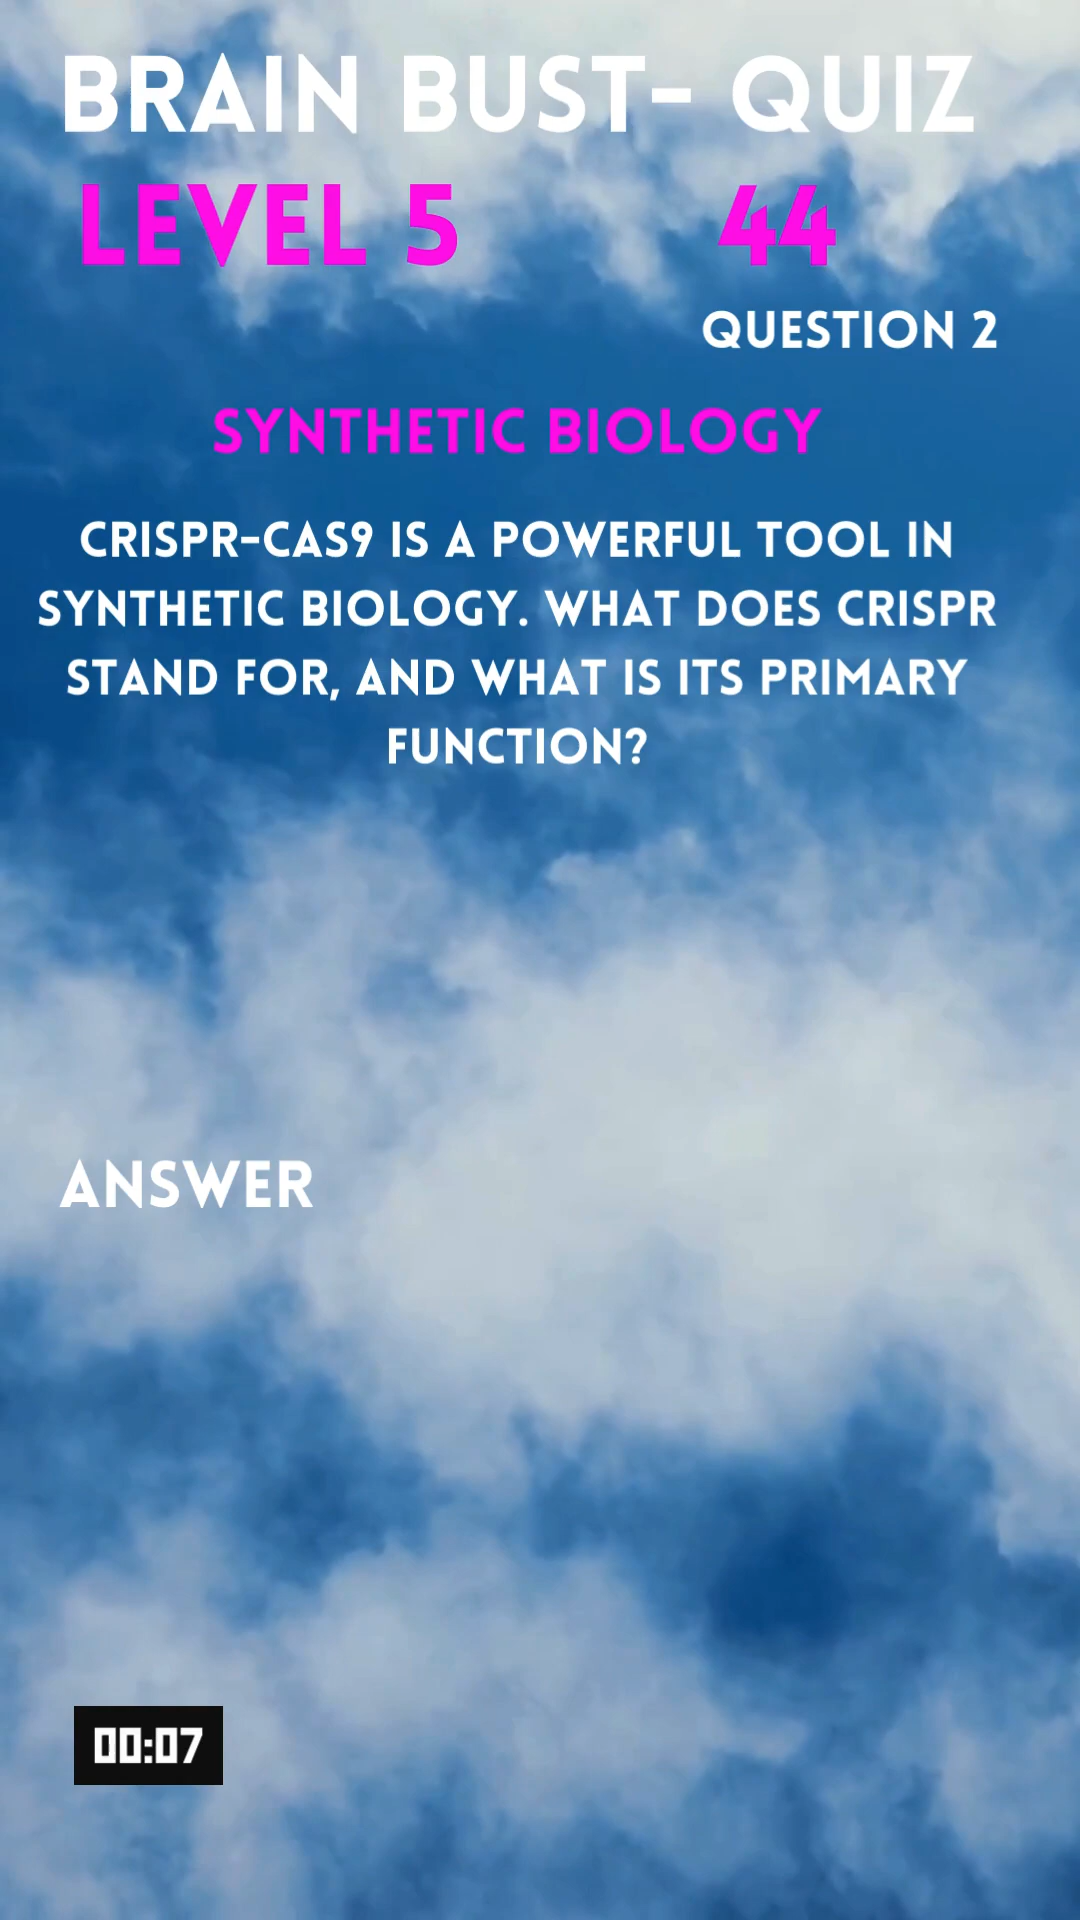 BRAIN BUST- QUIZ
LEVEL 5 44
QUESTION 2
SYNTHETIC BIOLOGY
CRISPR-CAS9 IS A POWERFUL TOOL IN
SYNTHETIC BIOLOGY. WHAT DOES CRISPR
STAND FOR, AND WHAT IS ITS PRIMARY
FUNCTION?
ANSWER
00:07